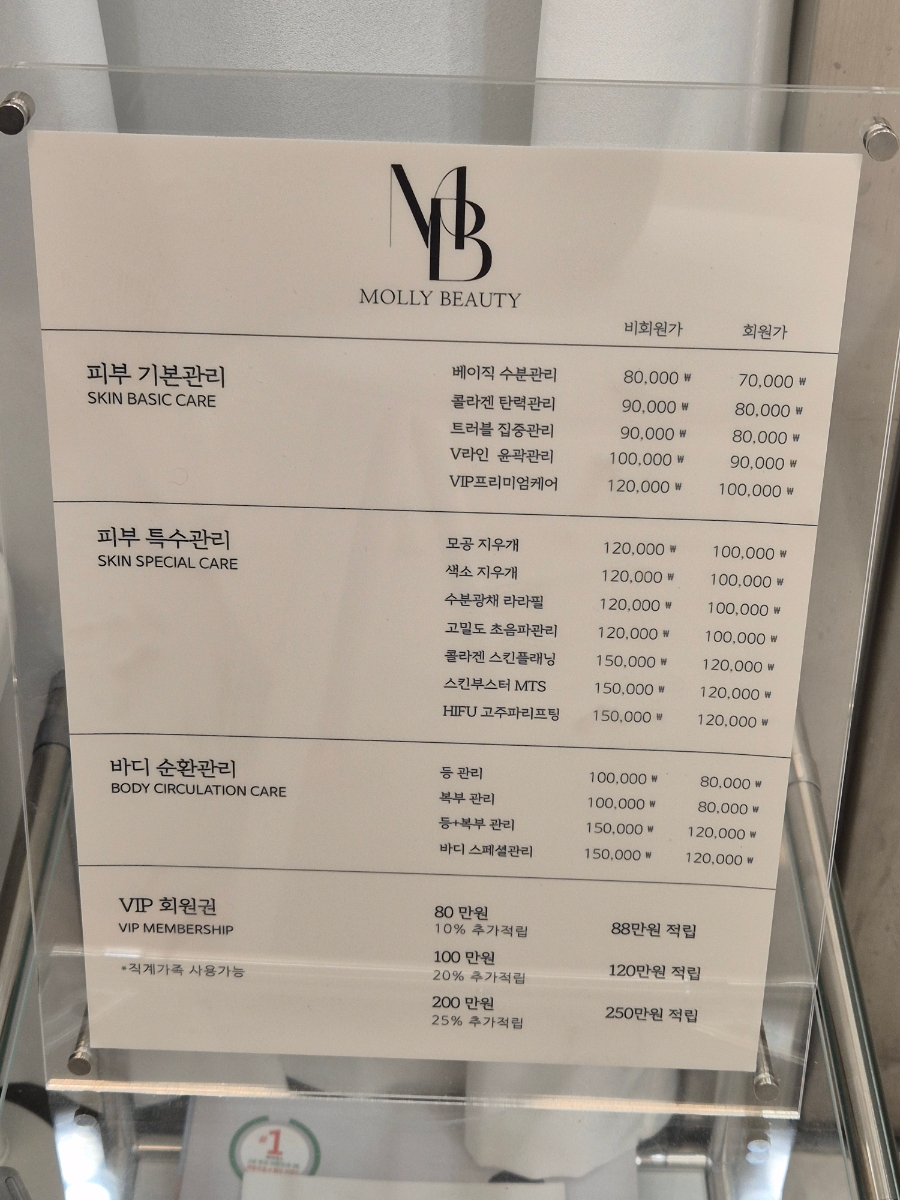 MB
MOLLY BEAUTY
비회원가 회원가
피부 기본관리
SKIN BASIC CARE
베이직 수분관리 80,000 ₩ 70,000 ₩
콜라겐 탄력관리 90,000 ₩ 80,000 ₩
트러블 집중관리 90,000 ₩ 80,000 ₩
V라인 윤곽관리 100,000 ₩ 90,000 ₩
VIP프리미엄케어 120,000 ₩ 100,000 ₩
피부 특수관리
SKIN SPECIAL CARE
모공 지우개 120,000 ₩ 100,000 ₩
색소 지우개 120,000 ₩ 100,000 ₩
수분광채 라라필 120,000 ₩ 100,000 ₩
고밀도 초음파관리 120,000 ₩ 100,000 ₩
콜라겐 스킨플래닝 150,000 ₩ 120,000 ₩
스킨부스터 MTS 150,000 ₩ 120,000 ₩
HIFU 고주파리프팅 150,000 ₩ 120,000 ₩
바디 순환관리
BODY CIRCULATION CARE
등 관리 100,000 ₩ 80,000 ₩
복부 관리 100,000 ₩ 80,000 ₩
등+복부 관리 150,000 ₩ 120,000 ₩
바디 스페셜관리 150,000 ₩ 120,000 ₩
VIP 회원권
VIP MEMBERSHIP
*직계가족 사용가능
80 만원
10% 추가적립 88만원 적립
100 만원
20% 추가적립 120만원 적립
200 만원
25% 추가적립 250만원 적립
#1